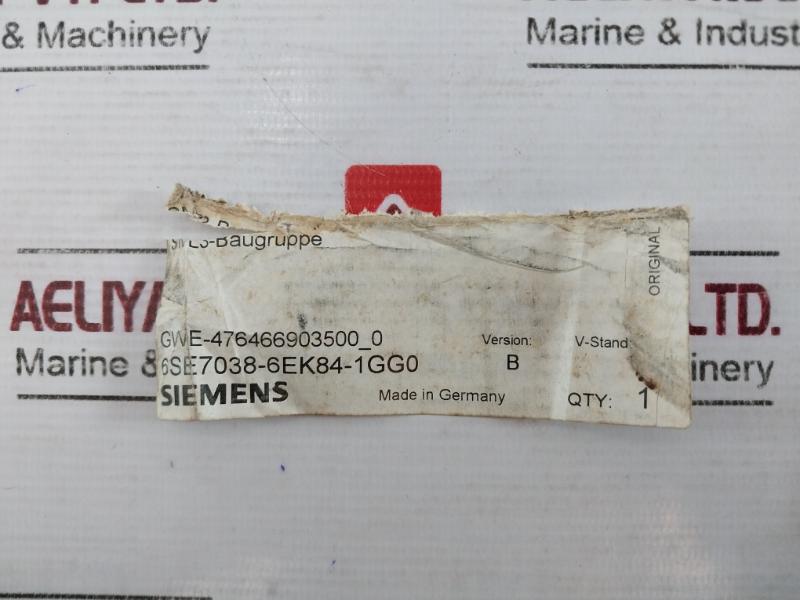 & Machinery
Marine & Indust
-Baugruppe
ORIGINAL
AELIYA
LTD.
GWE-476466903500_0
Version:
V-Stand
Marine &
inery
6SE7038-6EK84-1GG0
B
SIEMENS
Made in Germany
QTY: 1